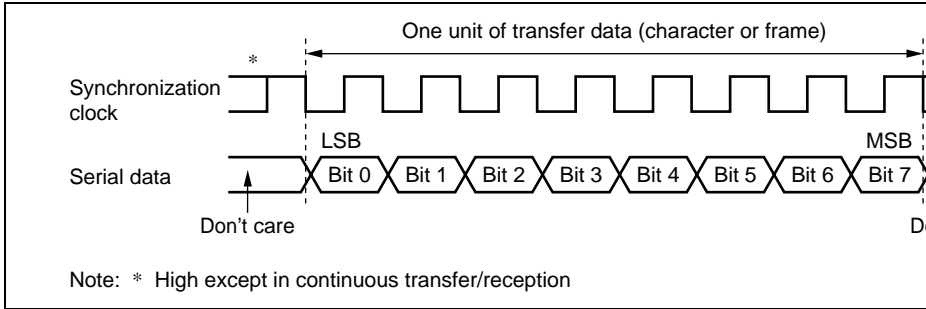 One unit of transfer data (character or frame)
*
Synchronization
clock
LSB
MSB
Serial data
Bit 0 Bit 1 Bit 2 Bit 3 Bit 4 Bit 5 Bit 6 Bit 7
Don't care
Note: * High except in continuous transfer/reception